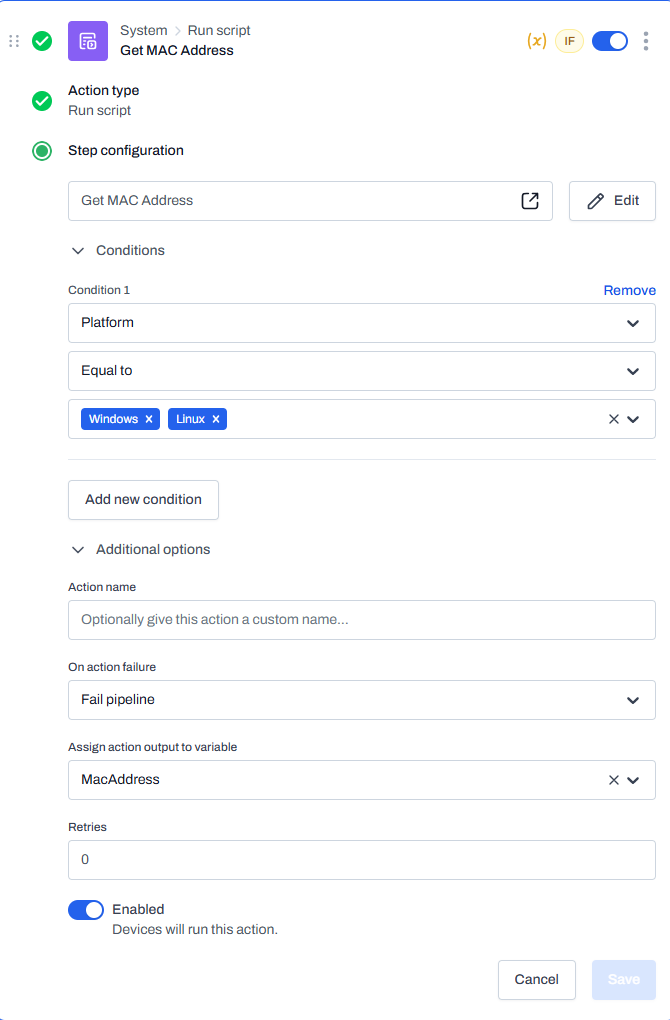 System > Run script
Get MAC Address
(x) IF
Action type
Run script
Step configuration
Get MAC Address
Edit
Conditions
Condition 1 Remove
Platform
Equal to
Windows × Linux ×
Add new condition
Additional options
Action name
Optionally give this action a custom name...
On action failure
Fail pipeline
Assign action output to variable
MacAddress
Retries
0
Enabled
Devices will run this action.
Cancel Save